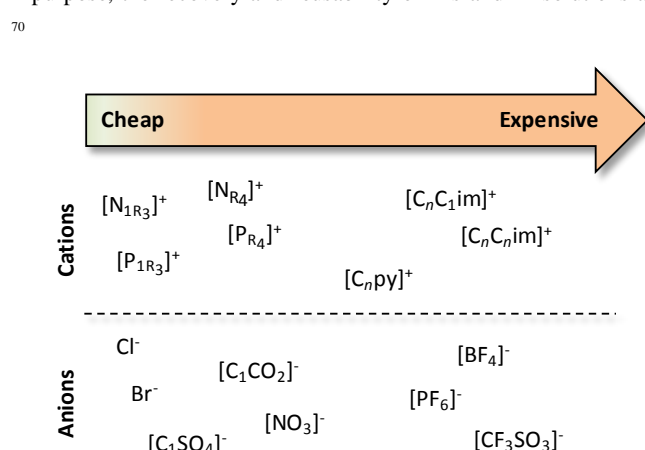 70
Cheap Expensive
[N1R3]+ [NR4]+ [CnC1im]+
[PR4]+ [CnCnim]+
[P1R3]+ [Cnpy]+
Cations
Cl- [BF4]-
[C1CO2]-
Br- [PF6]-
[NO3]- [CF3SO3]-
[C1SO4]-
Anions